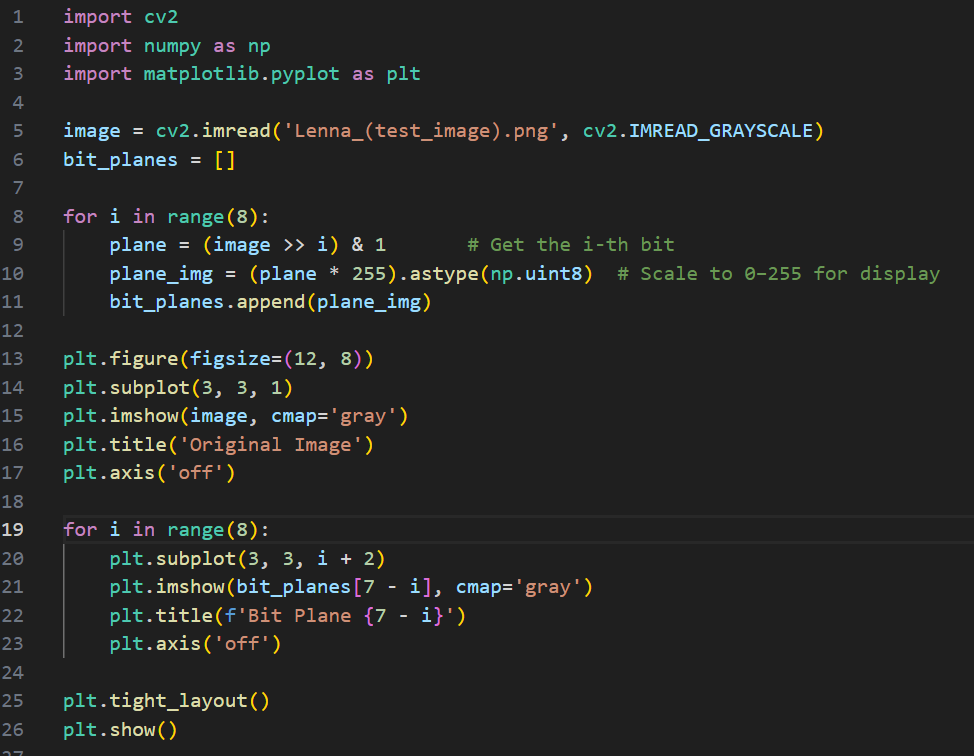 1 import cv2
2 import numpy as np
3 import matplotlib.pyplot as plt
4
5 image = cv2.imread('Lenna_(test_image).png', cv2.IMREAD_GRAYSCALE)
6 bit_planes = []
7
8 for i in range(8):
9     plane = (image >> i) & 1       # Get the i-th bit
10     plane_img = (plane * 255).astype(np.uint8)  # Scale to 0–255 for display
11     bit_planes.append(plane_img)
12
13 plt.figure(figsize=(12, 8))
14 plt.subplot(3, 3, 1)
15 plt.imshow(image, cmap='gray')
16 plt.title('Original Image')
17 plt.axis('off')
18
19 for i in range(8):
20     plt.subplot(3, 3, i + 2)
21     plt.imshow(bit_planes[7 - i], cmap='gray')
22     plt.title(f'Bit Plane {7 - i}')
23     plt.axis('off')
24
25 plt.tight_layout()
26 plt.show()
27